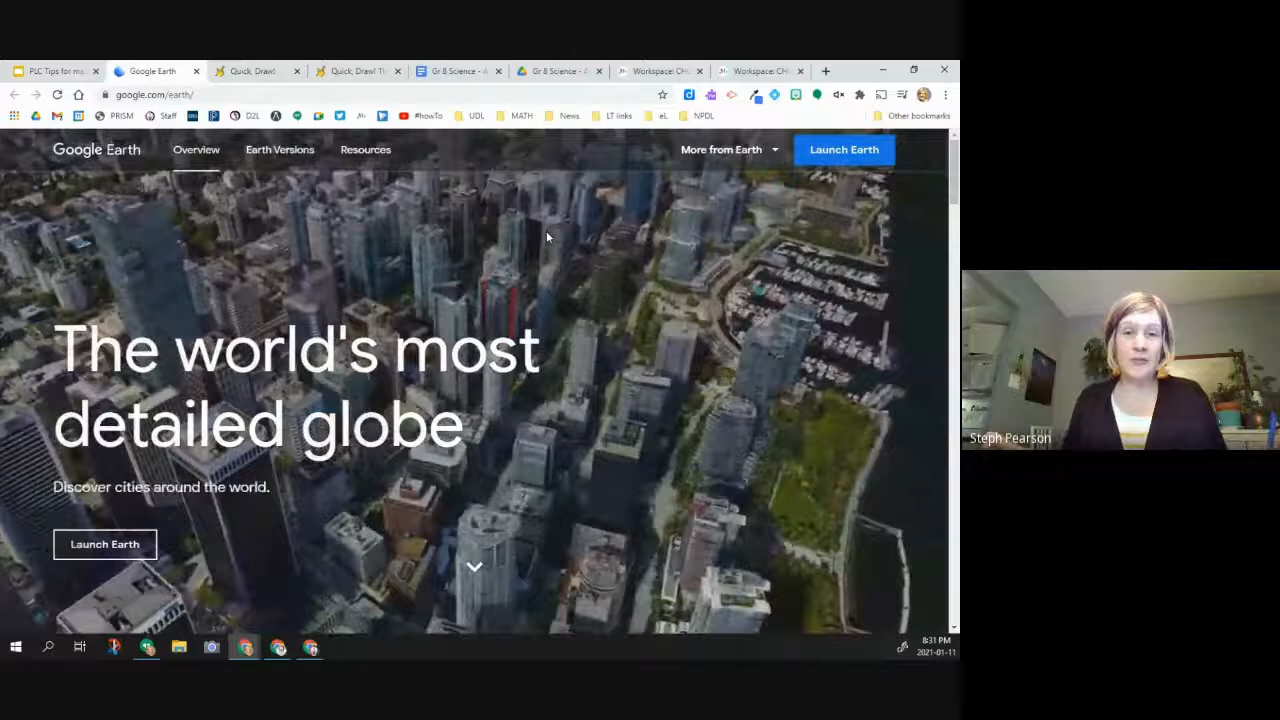 PLC Tips for ma
Google Earth
Quick, Draw!
Quick, Draw! T
Gr 8 Science - A
Gr 8 Science - A
Workspace: CH
Workspace: CH
google.com/earth/
PRISM
Staff
D2L
#howTo
UDL
MATH
News
LT links
eL
NPDL
Other bookmarks
Google Earth
Overview
Earth Versions
Resources
More from Earth
Launch Earth
The world's most
detailed globe
Discover cities around the world.
Launch Earth
Steph Pearson
8:31 PM
2021-01-11